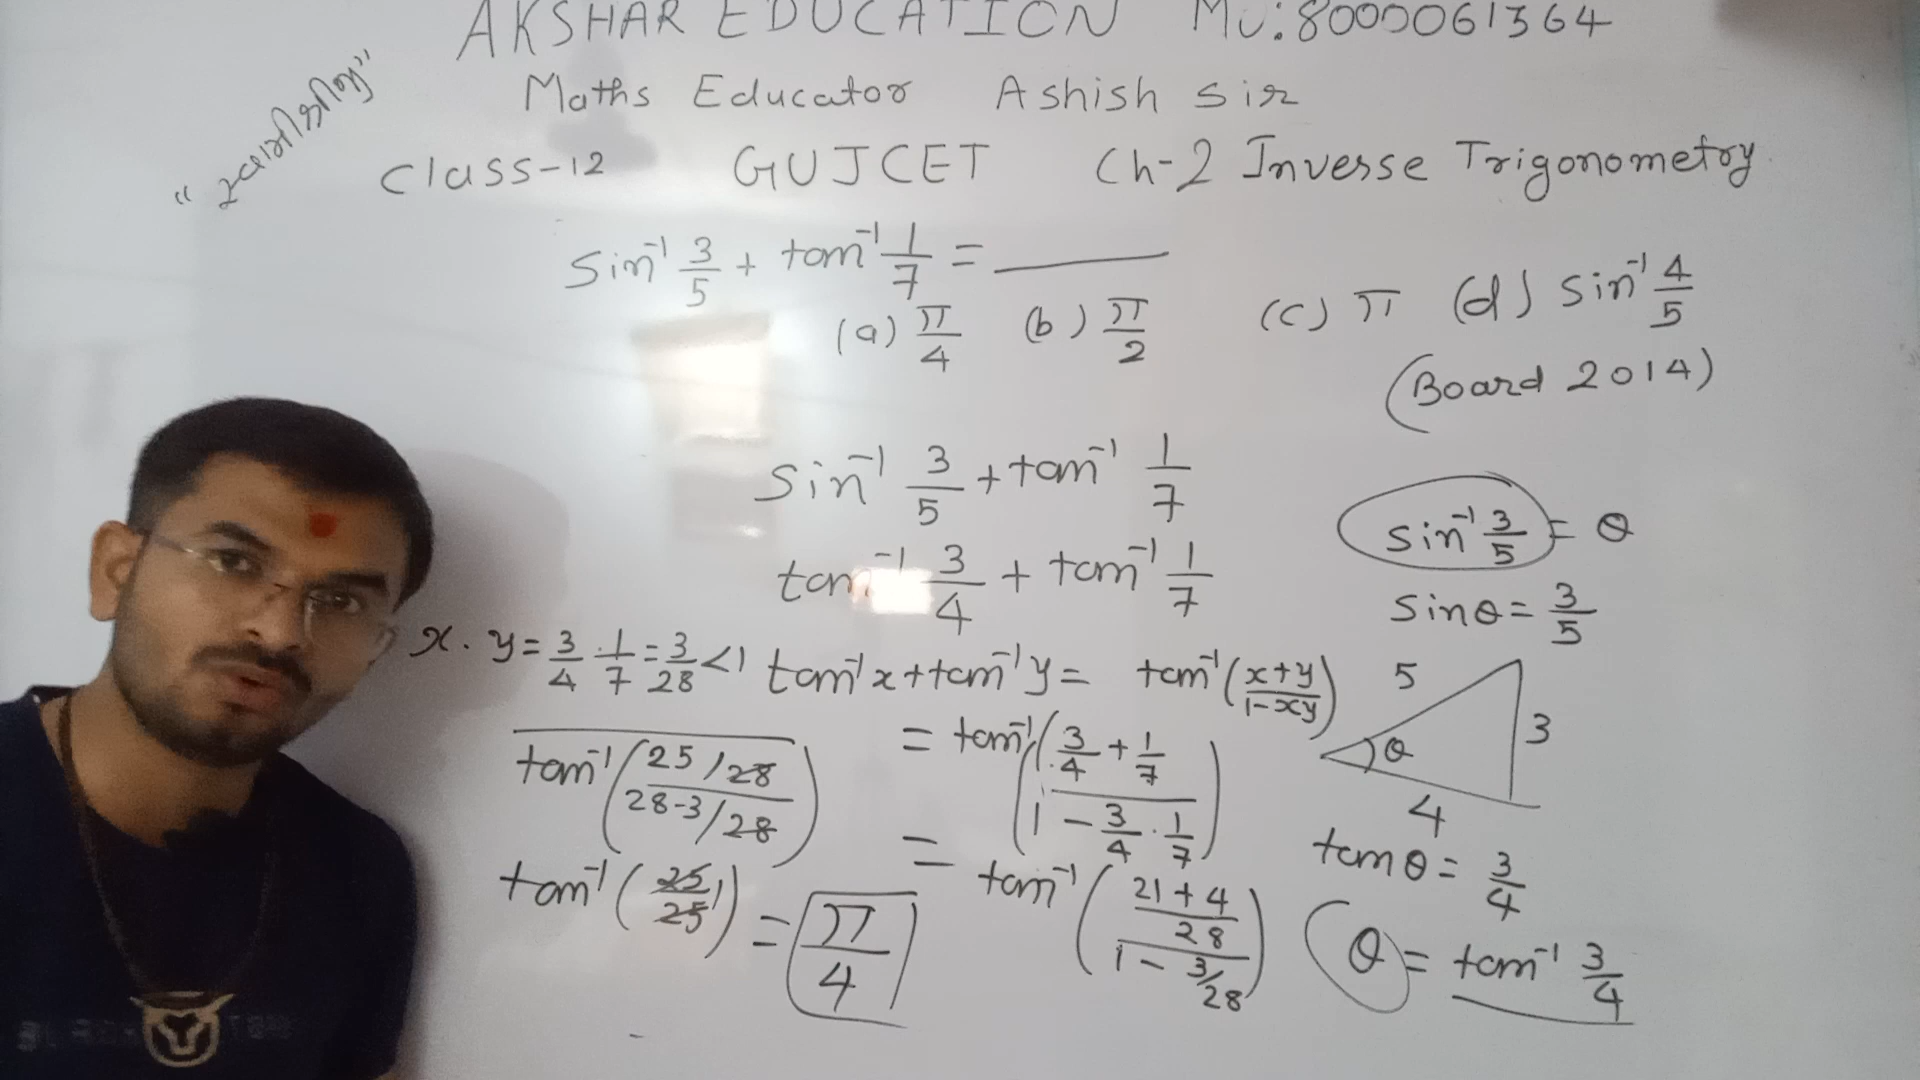 AKSHAR EDUCATION Mo:8000061364
Maths Educator Ashish sir
"સ્વામીશ્રીજી"
Class-12 GUJCET Ch-2 Inverse Trigonometry
sin⁻¹ 3/5 + tan⁻¹ 1/7 = ______
(a) π/4 (b) π/2 (c) π (d) sin⁻¹ 4/5
(Board 2014)
sin⁻¹ 3/5 + tan⁻¹ 1/7
tan⁻¹ 3/4 + tan⁻¹ 1/7
x.y = 3/4 . 1/7 = 3/28 < 1
tan⁻¹x + tan⁻¹y = tan⁻¹((x+y)/(1-xy))
= tan⁻¹((3/4 + 1/7)/(1 - 3/4 . 1/7))
= tan⁻¹(((21+4)/28)/(1 - 3/28))
tan⁻¹((25/28)/(28-3/28))
tan⁻¹(25/25) = π/4
sin⁻¹ 3/5 = θ
sinθ = 3/5
5
3
θ
4
tanθ = 3/4
θ = tan⁻¹ 3/4